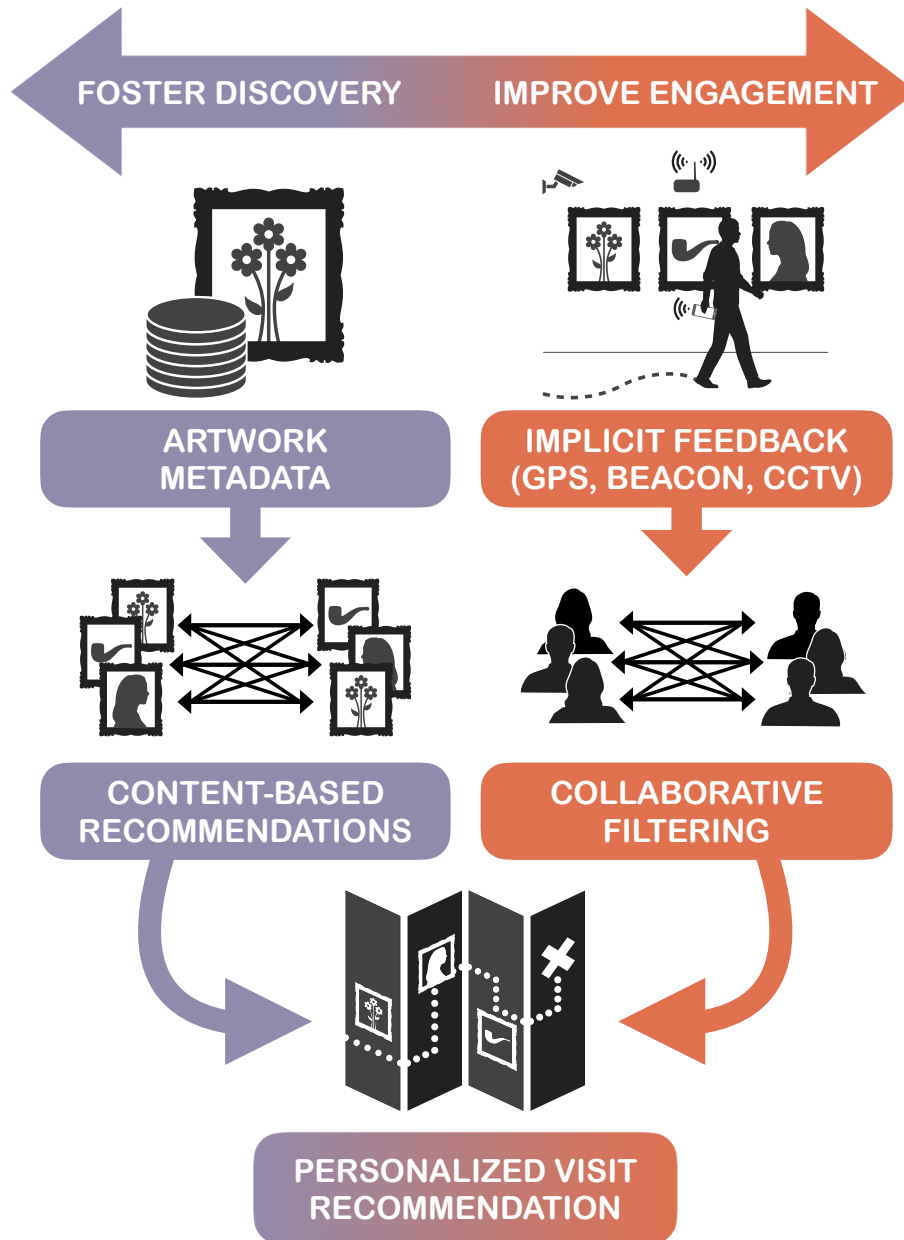 FOSTER DISCOVERY
IMPROVE ENGAGEMENT
ARTWORK
METADATA
IMPLICIT FEEDBACK
(GPS, BEACON, CCTV)
CONTENT-BASED
RECOMMENDATIONS
COLLABORATIVE
FILTERING
PERSONALIZED VISIT
RECOMMENDATION